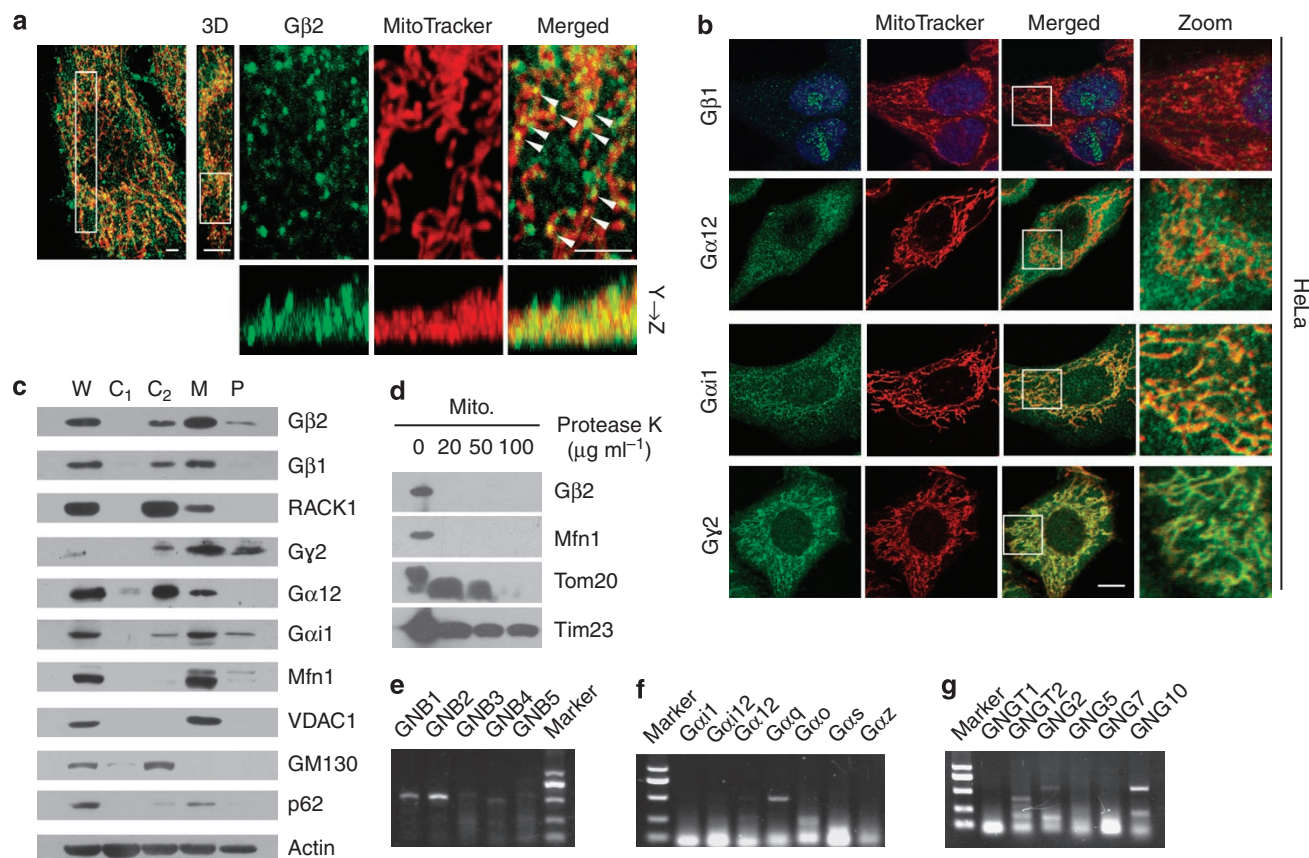 a
3D
Gβ2
MitoTracker
Merged
Y→Z
b
MitoTracker
Merged
Zoom
Gβ1
Gα12
Gαi1
Gɣ2
HeLa
c
W C1 C2 M P
Gβ2
Gβ1
RACK1
Gɣ2
Gα12
Gαi1
Mfn1
VDAC1
GM130
p62
Actin
d
Mito.
Protease K
0 20 50 100
(μg ml−1)
Gβ2
Mfn1
Tom20
Tim23
e
GNB1
GNB2
GNB3
GNB4
GNB5
Marker
f
Marker
Gαi1
Gαi12
Gα12
Gαq
Gαo
Gαs
Gαz
g
Marker
GNGT1
GNGT2
GNG2
GNG5
GNG7
GNG10